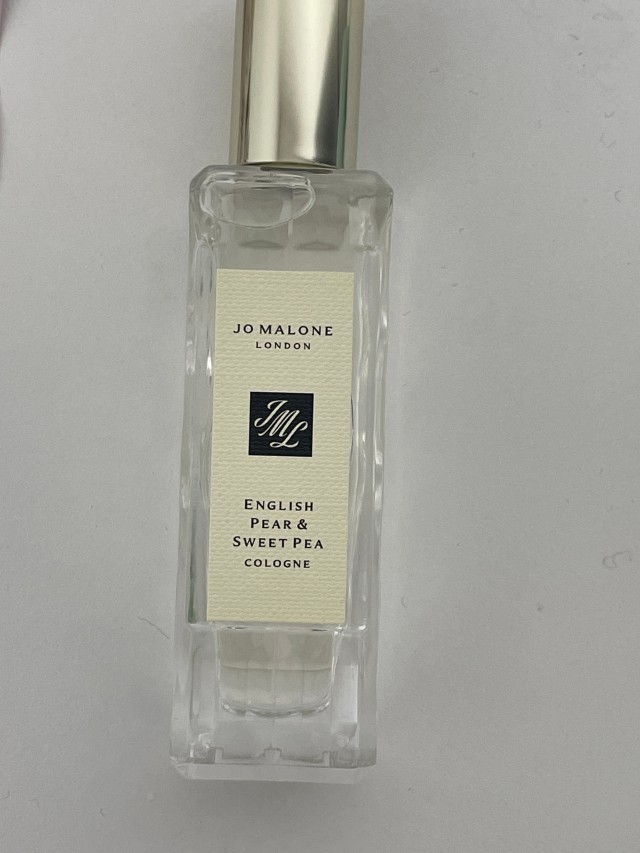 JO MALONE
LONDON
JML
ENGLISH
PEAR &
SWEET PEA
COLOGNE